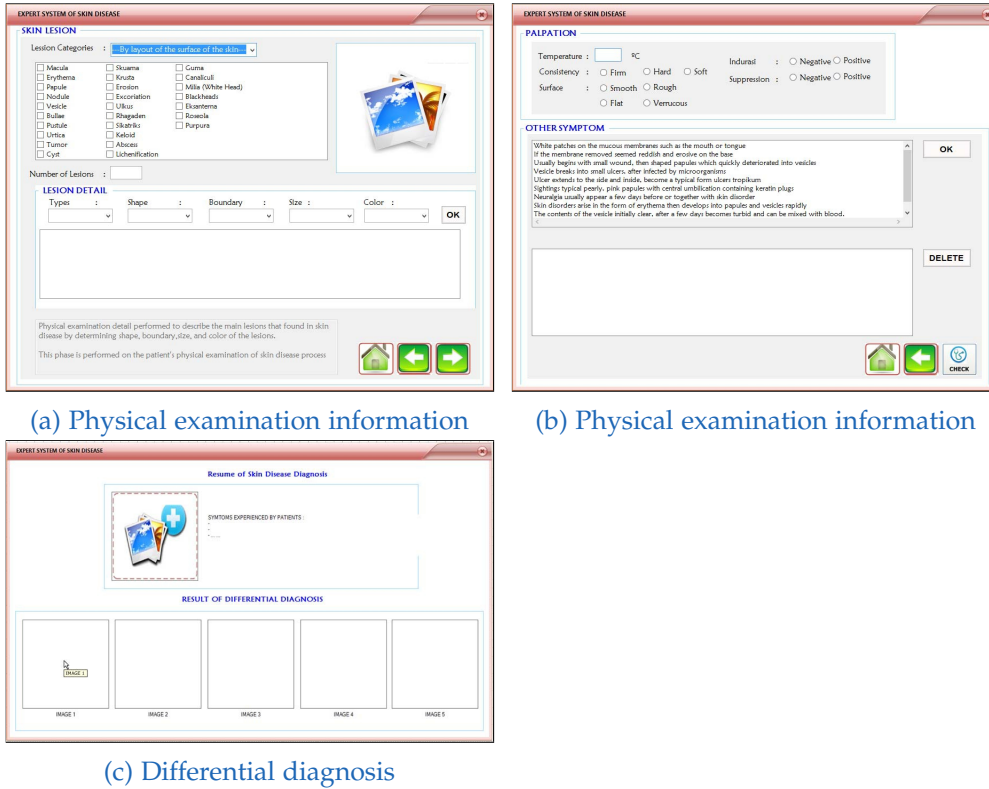 EXPERT SYSTEM OF SKIN DISEASE
SKIN LESION
Lession Categories : ---By layout of the surface of the skin---
Macula Skuama Guma
Erythema Krusta Canaliculi
Papule Erosion Milia (White Head)
Nodule Excoriation Blackheads
Vesicle Ulkus Eksantema
Bullae Rhagaden Roseola
Pustule Sikatriks Purpura
Urtica Keloid
Tumor Abscess
Cyst Lichenification
Number of Lesions :
LESION DETAIL
Types : Shape : Boundary : Size : Color :
OK
Physical examination detail performed to describe the main lesions that found in skin
disease by determining shape, boundary,size, and color of the lesions.
This phase is performed on the patient's physical examination of skin disease process
(a) Physical examination information
EXPERT SYSTEM OF SKIN DISEASE
PALPATION
Temperature : ºC
Consistency : Firm Hard Soft
Surface : Smooth Rough
Flat Verrucous
Indurasi : Negative Positive
Suppression : Negative Positive
OTHER SYMPTOM
White patches on the mucous membranes such as the mouth or tongue
If the membrane removed seemed reddish and erosive on the base
Usually begins with small wound, then shaped papules which quickly deteriorated into vesicles
Vesicle breaks into small ulcers, after infected by microorganisms
Ulcer extends to the side and inside, become a typical form ulcers tropikum
Sightings typical pearly, pink papules with central umbilication containing keratin plugs
Neuralgia usually appear a few days before or together with skin disorder
Skin disorders arise in the form of erythema then develops into papules and vesicles rapidly
The contents of the vesicle initially clear, after a few days becomes turbid and can be mixed with blood.
OK
DELETE
CHECK
(b) Physical examination information
EXPERT SYSTEM OF SKIN DISEASE
Resume of Skin Disease Diagnosis
SYMTOMS EXPERIENCED BY PATIENTS :
RESULT OF DIFFERENTIAL DIAGNOSIS
IMAGE 1
IMAGE 1 IMAGE 2 IMAGE 3 IMAGE 4 IMAGE 5
(c) Differential diagnosis